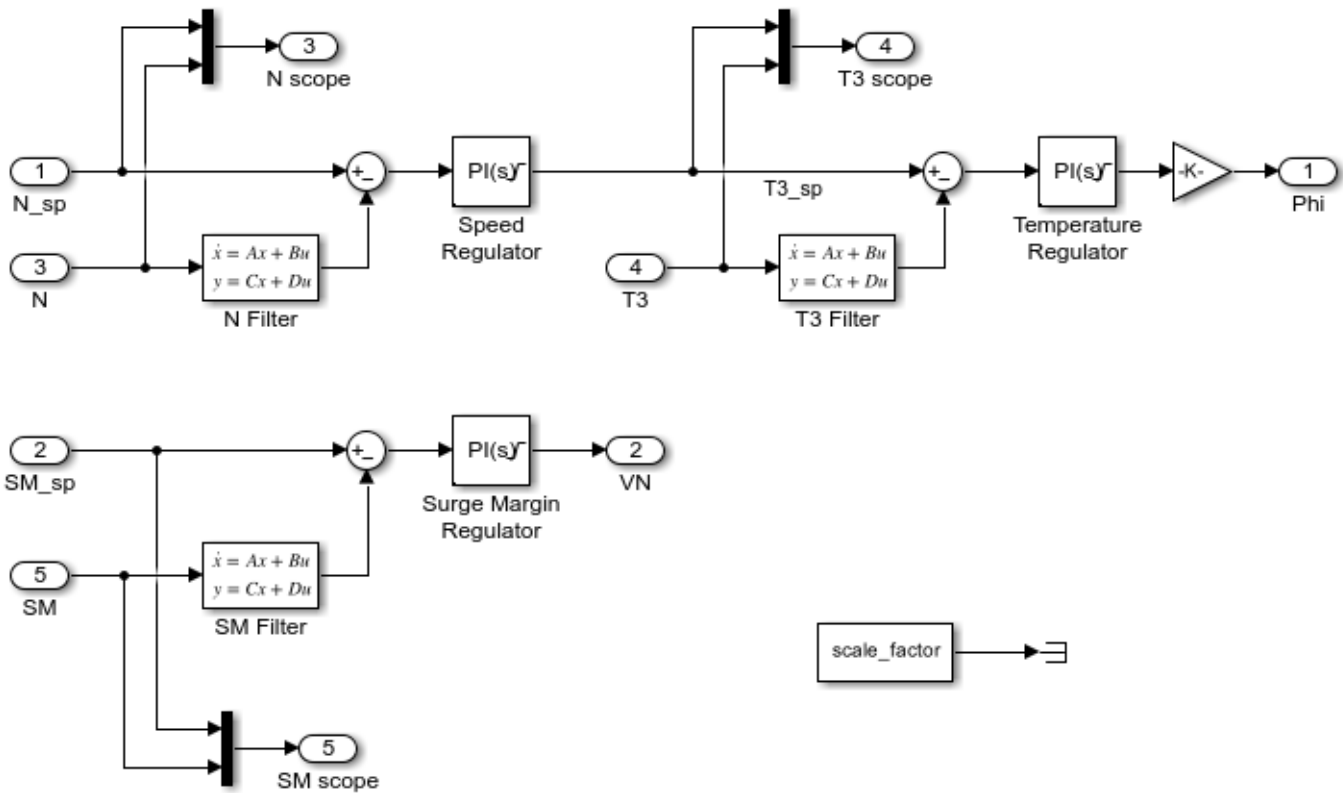 3
N scope
4
T3 scope
1
N_sp
+
-
PI(s)
Speed
Regulator
T3_sp
+
-
PI(s)
Temperature
Regulator
-K-
1
Phi
3
N
ẋ = Ax + Bu
y = Cx + Du
N Filter
4
T3
ẋ = Ax + Bu
y = Cx + Du
T3 Filter
2
SM_sp
+
-
PI(s)
Surge Margin
Regulator
2
VN
5
SM
ẋ = Ax + Bu
y = Cx + Du
SM Filter
scale_factor
5
SM scope